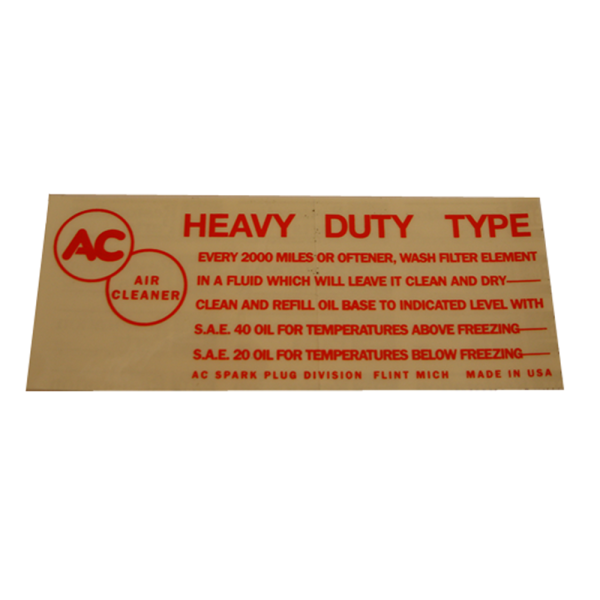 AC
AIR
CLEANER
HEAVY DUTY TYPE
EVERY 2000 MILES OR OFTENER, WASH FILTER ELEMENT
IN A FLUID WHICH WILL LEAVE IT CLEAN AND DRY—
CLEAN AND REFILL OIL BASE TO INDICATED LEVEL WITH
S.A.E. 40 OIL FOR TEMPERATURES ABOVE FREEZING—
S.A.E. 20 OIL FOR TEMPERATURES BELOW FREEZING—
AC SPARK PLUG DIVISION FLINT MICH MADE IN USA